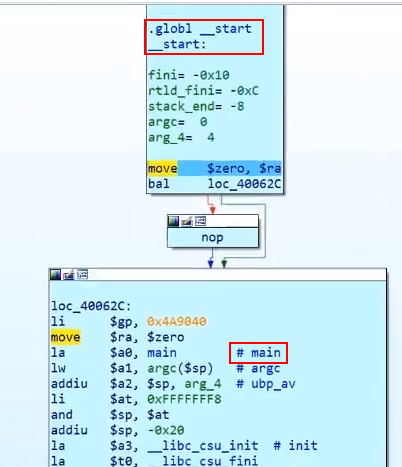 .globl __start
__start:
fini= -0x10
rtld_fini= -0xC
stack_end= -8
argc= 0
arg_4= 4
move $zero, $ra
bal loc_40062C
nop
loc_40062C:
li $gp, 0x4A9040
move $ra, $zero
la $a0, main # main
lw $a1, argc($sp) # argc
addiu $a2, $sp, arg_4 # ubp_av
li $at, 0xFFFFFFF8
and $sp, $at
addiu $sp, -0x20
la $a3, __libc_csu_init # init
la $t0, __libc_csu_fini